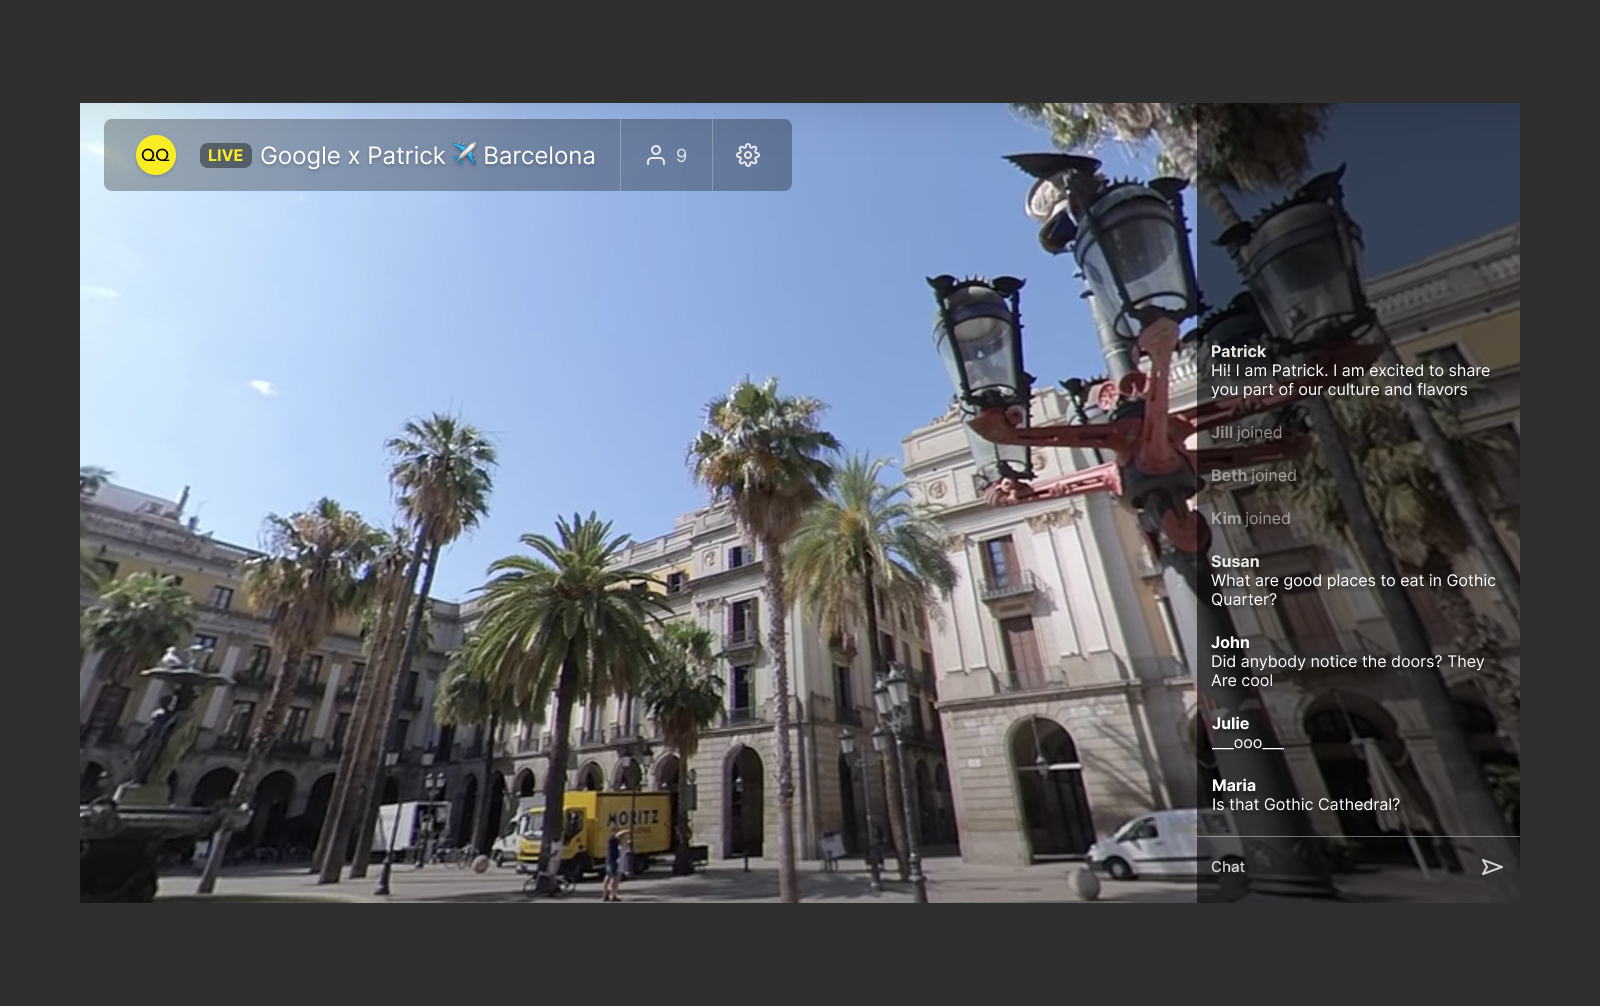 QQ LIVE Google x Patrick ✈️ Barcelona 9
Patrick
Hi! I am Patrick. I am excited to share
you part of our culture and flavors
Jill joined
Beth joined
Kim joined
Susan
What are good places to eat in Gothic
Quarter?
John
Did anybody notice the doors? They
Are cool
Julie
___ooo___
Maria
Is that Gothic Cathedral?
MORITZ
Chat